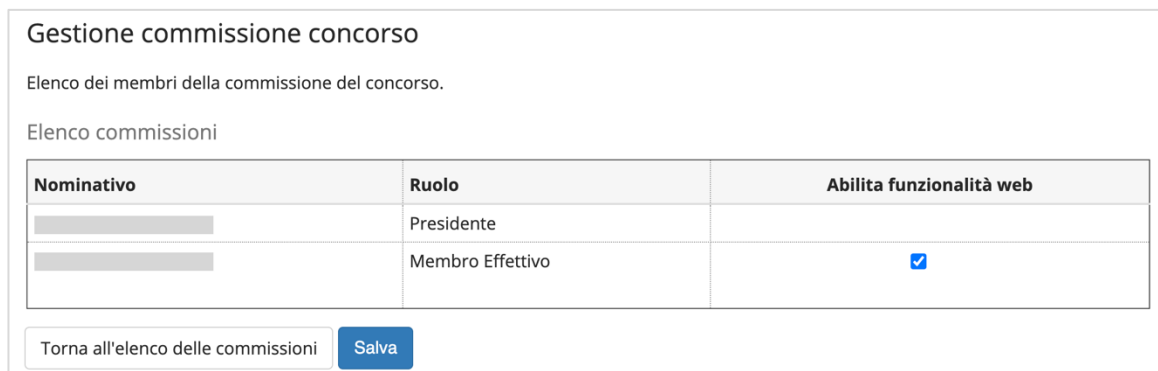 Gestione commissione concorso
Elenco dei membri della commissione del concorso.
Elenco commissioni
Nominativo Ruolo Abilita funzionalità web
Presidente
Membro Effettivo
Torna all'elenco delle commissioni Salva